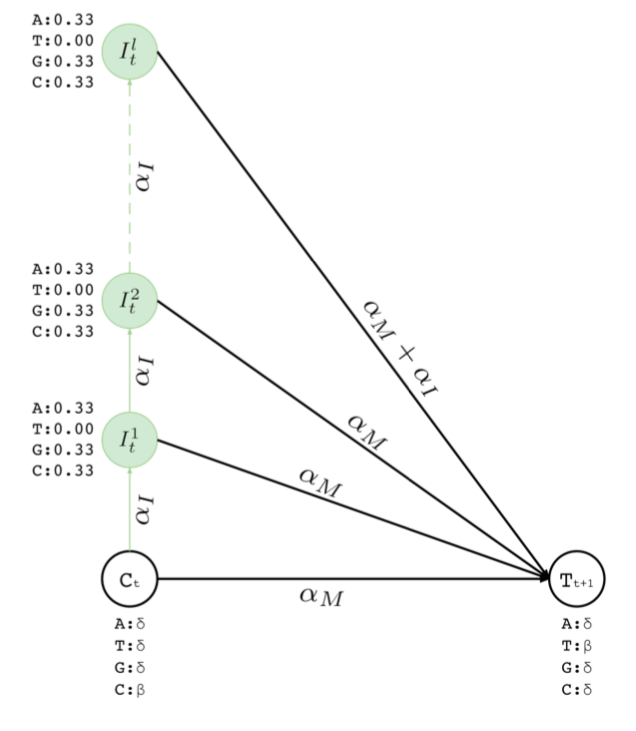 A:0.33
T:0.00
G:0.33
C:0.33
I_t^l
α_I
α_M + α_I
A:0.33
T:0.00
G:0.33
C:0.33
I_t^2
α_I
α_M
A:0.33
T:0.00
G:0.33
C:0.33
I_t^1
α_M
α_I
C_t
T_{t+1}
α_M
A:δ
T:δ
G:δ
C:β
A:δ
T:β
G:δ
C:δ